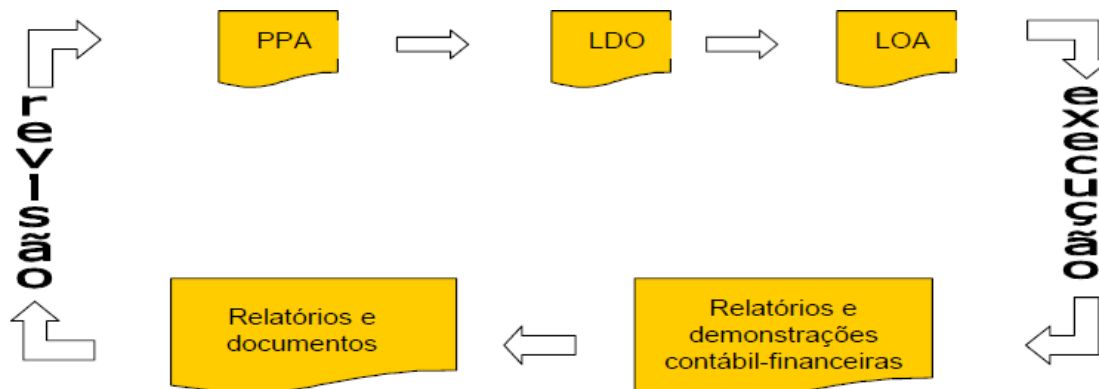 PPA
LDO
LOA
revisão
execução
Relatórios e
documentos
Relatórios e
demonstrações
contábil-financeiras